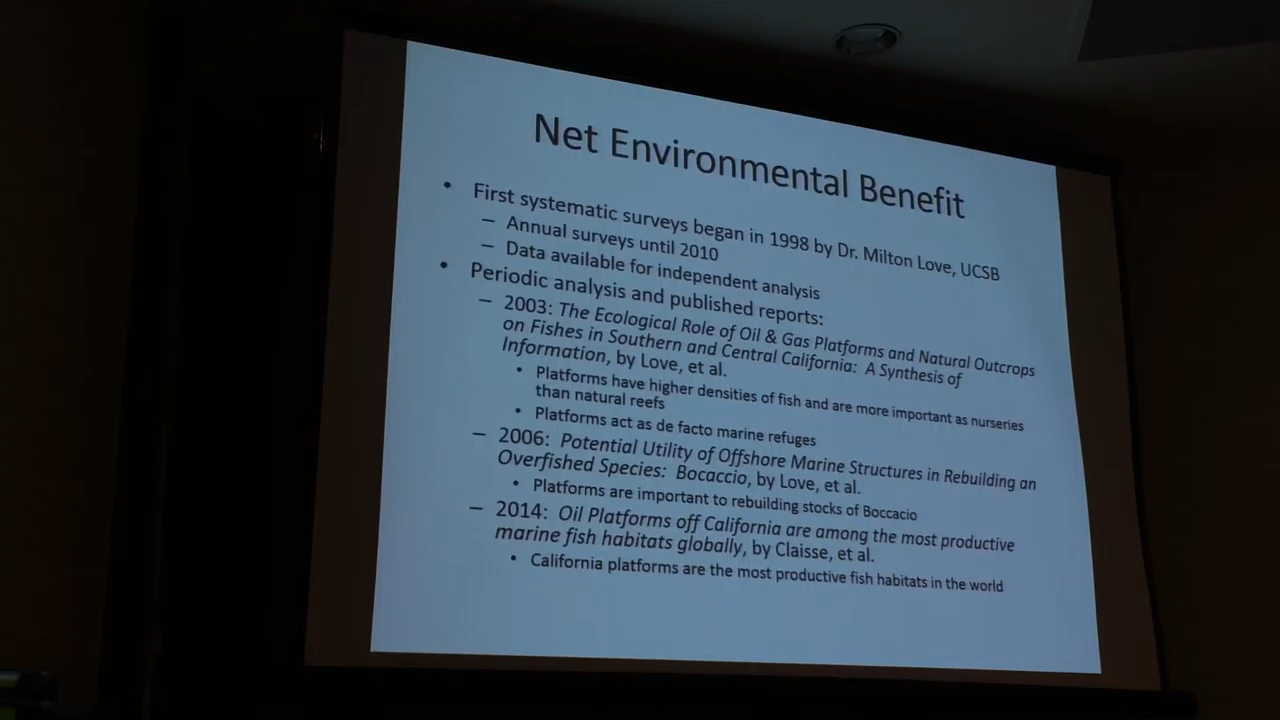 Net Environmental Benefit
• First systematic surveys began in 1998 by Dr. Milton Love, UCSB
– Annual surveys until 2010
– Data available for independent analysis
• Periodic analysis and published reports:
– 2003: The Ecological Role of Oil & Gas Platforms and Natural Outcrops
on Fishes in Southern and Central California: A Synthesis of
Information, by Love, et al.
• Platforms have higher densities of fish and are more important as nurseries
than natural reefs
• Platforms act as de facto marine refuges
– 2006: Potential Utility of Offshore Marine Structures in Rebuilding an
Overfished Species: Bocaccio, by Love, et al.
• Platforms are important to rebuilding stocks of Boccacio
– 2014: Oil Platforms off California are among the most productive
marine fish habitats globally, by Claisse, et al.
• California platforms are the most productive fish habitats in the world